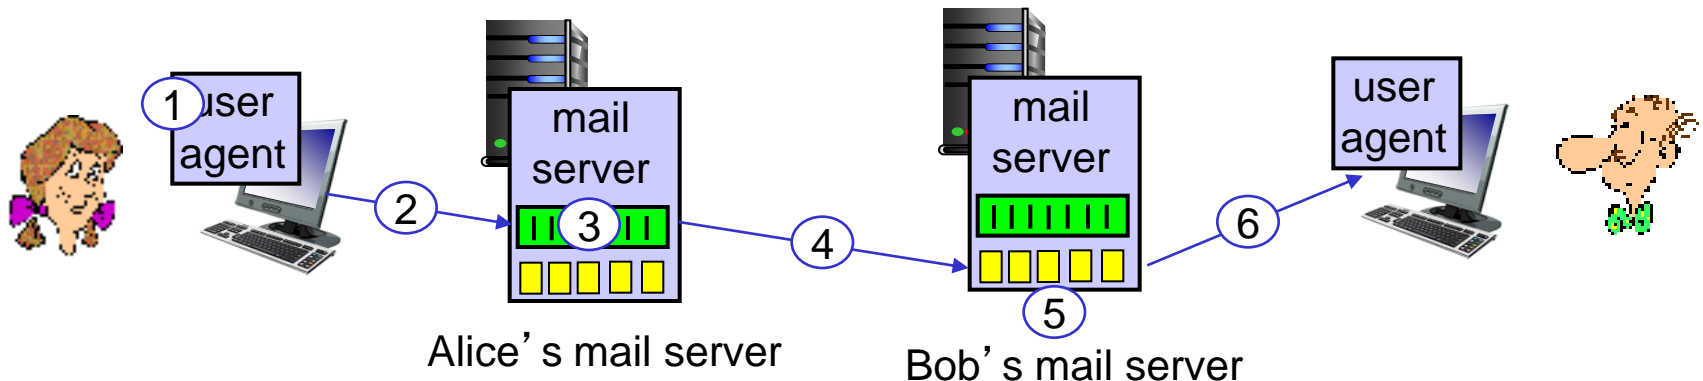 1
user
agent
2
mail
server
3
Alice’s mail server
4
mail
server
5
Bob’s mail server
6
user
agent